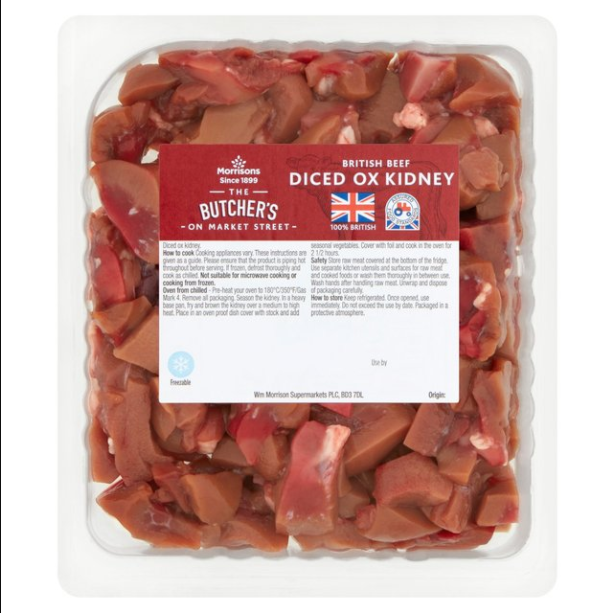 Morrisons
Since 1899
THE
BUTCHER'S
ON MARKET STREET
BRITISH BEEF
DICED OX KIDNEY
100% BRITISH
Diced ox kidney.
How to cook Cooking appliances vary. These instructions are
given as a guide. Please ensure that the product is piping hot
throughout before serving. If frozen, defrost thoroughly and
cook as chilled. Not suitable for microwave cooking or
cooking from frozen.
Oven from chilled - Pre-heat your oven to 180°C/350°F/Gas
Mark 4. Remove all packaging. Season the kidney. In a heavy
base pan, fry and brown the kidney over a medium to high
heat. Place in an oven proof dish cover with stock and add
seasonal vegetables. Cover with foil and cook in the oven for
2 1/2 hours.
Safety Store raw meat covered at the bottom of the fridge.
Use separate kitchen utensils and surfaces for raw meat
and cooked foods or wash them thoroughly in between use.
Wash hands after handling raw meat. Unwrap and dispose
of packaging carefully.
How to store Keep refrigerated. Once opened, use
immediately. Do not exceed the use by date. Packaged in a
protective atmosphere.
Freezable
Use by
Wm Morrison Supermarkets PLC, BD3 7DL
Origin: